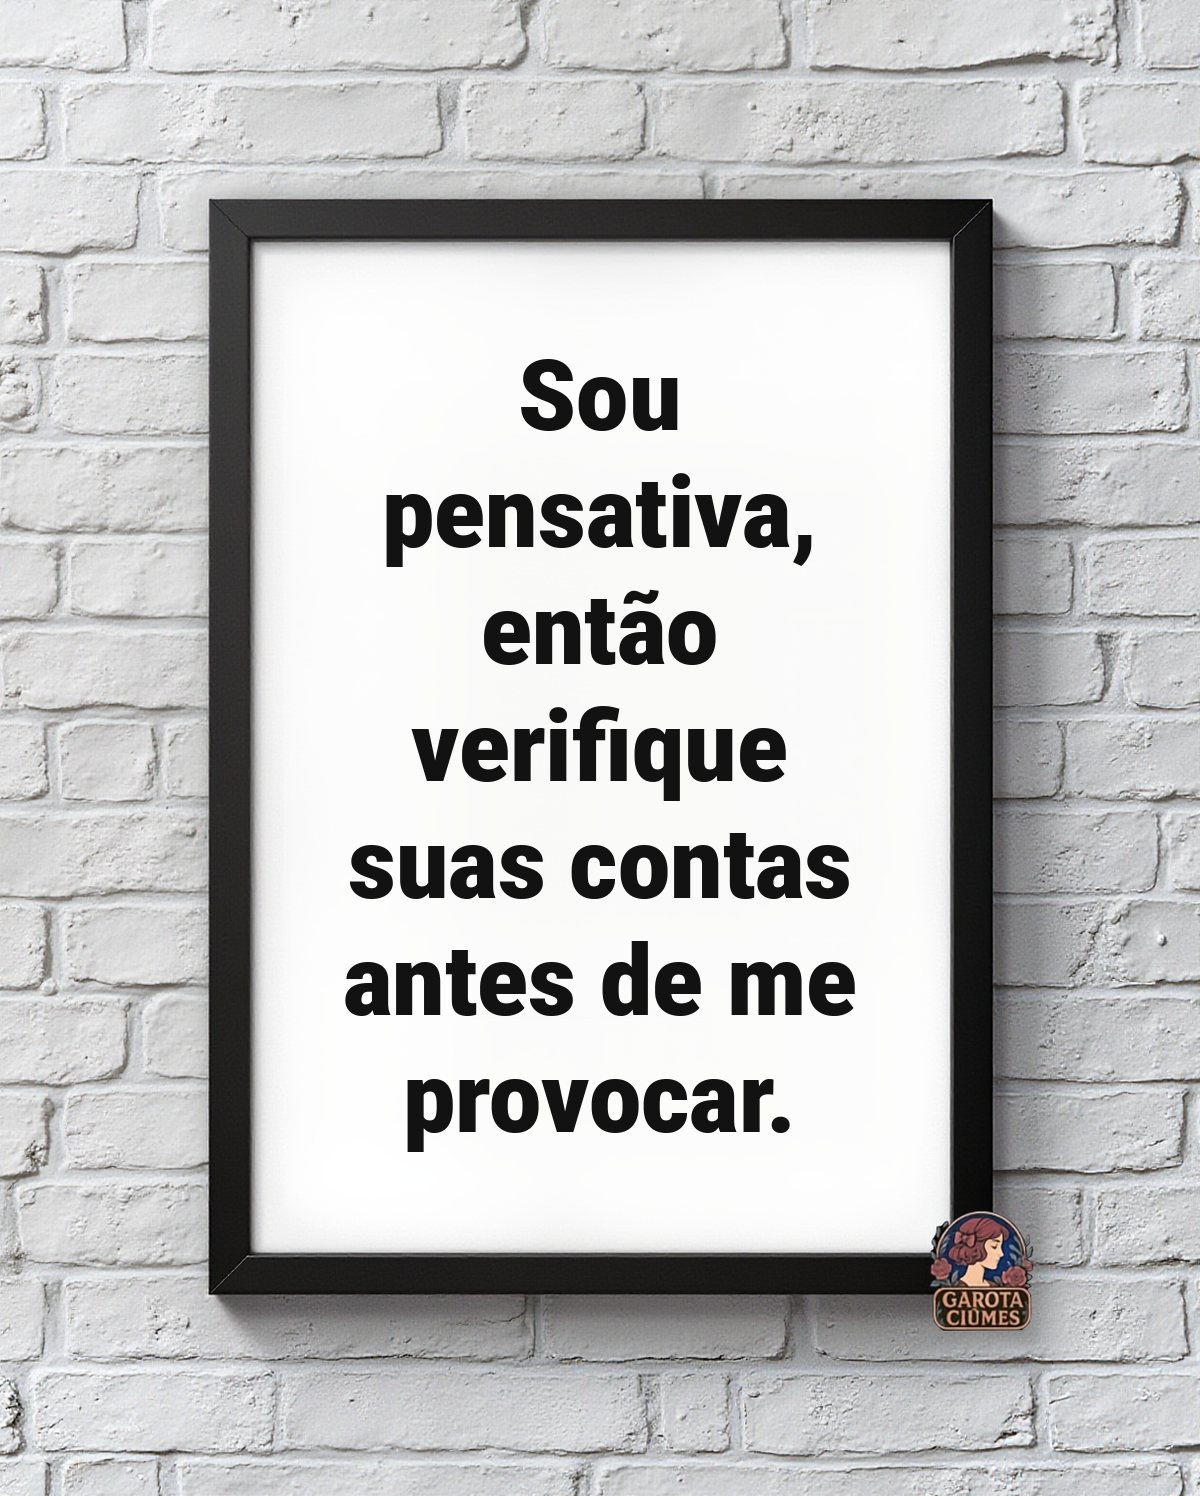 Sou
pensativa,
então
verifique
suas contas
antes de me
provocar.
GAROTA
CIÚMES